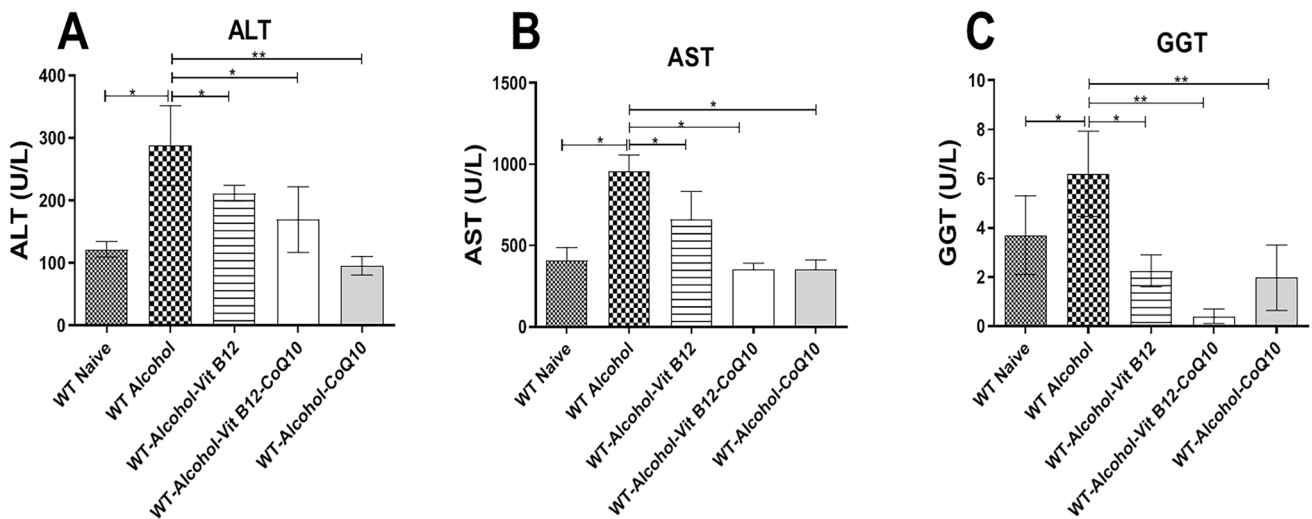 A
ALT
ALT (U/L)
400
300
200
100
0
*
*
*
**
WT Naive
WT Alcohol
WT-Alcohol-Vit B12
WT-Alcohol-Vit B12-CoQ10
WT-Alcohol-CoQ10
B
AST
AST (U/L)
1500
1000
500
0
*
*
*
*
WT Naive
WT Alcohol
WT-Alcohol-Vit B12
WT-Alcohol-Vit B12-CoQ10
WT-Alcohol-CoQ10
C
GGT
GGT (U/L)
10
8
6
4
2
0
*
*
**
**
WT Naive
WT Alcohol
WT-Alcohol-Vit B12
WT-Alcohol-Vit B12-CoQ10
WT-Alcohol-CoQ10